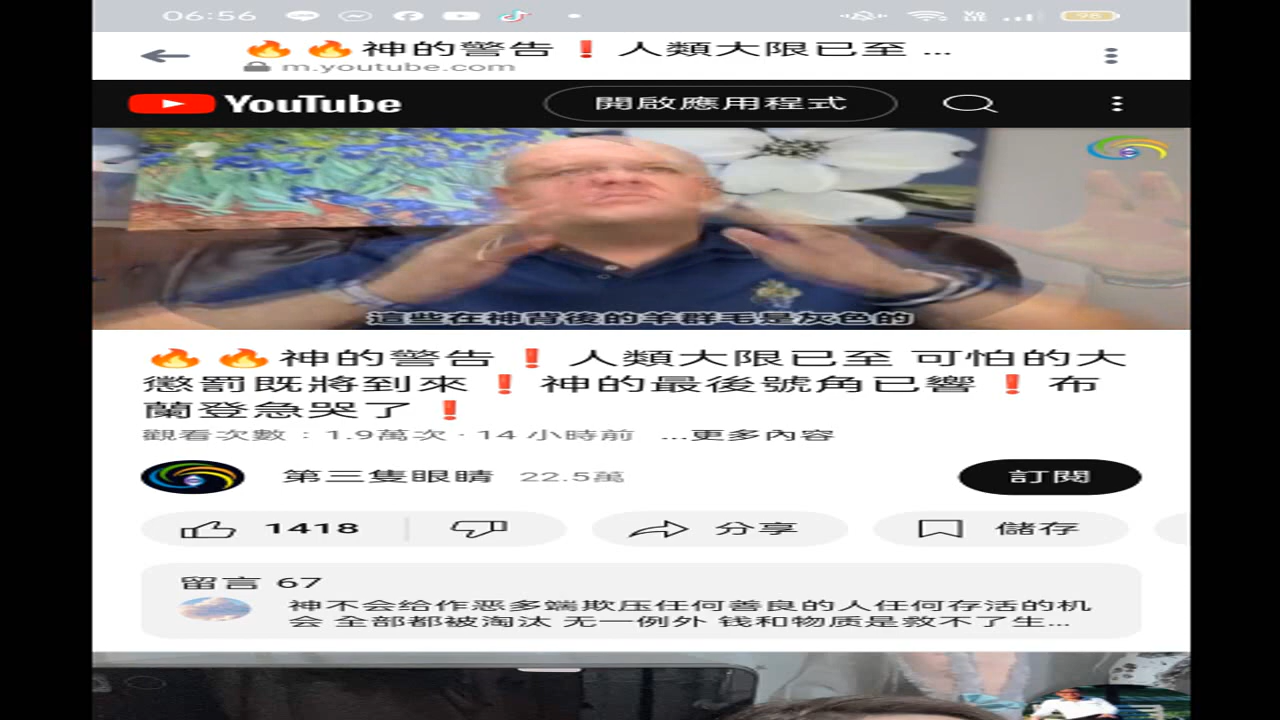 06:56
VO
LTE
98
🔥🔥神的警告❗人類大限已至 ...
m.youtube.com
YouTube
開啟應用程式
這些在神背後的羊群毛是灰色的
🔥🔥神的警告❗人類大限已至 可怕的大
懲罰既將到來❗神的最後號角已響❗布
蘭登急哭了❗
觀看次數：1.9萬次 · 14 小時前 ...更多內容
第三隻眼睛 22.5萬
訂閱
1418
分享
儲存
留言 67
神不会给作恶多端欺压任何善良的人任何存活的机
会 全部都被淘汰 无一例外 钱和物质是救不了生...